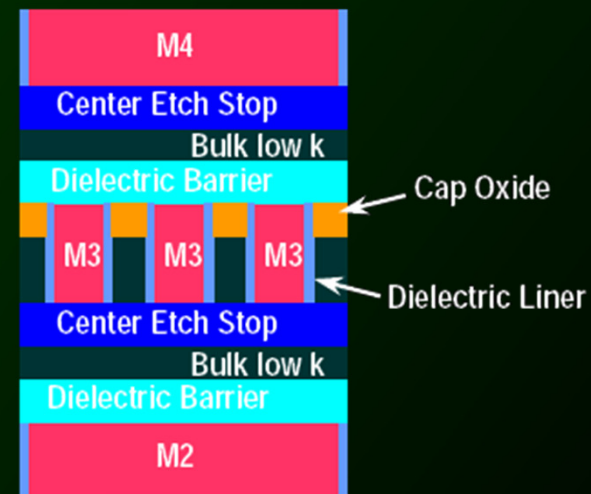 M4
Center Etch Stop
Bulk low k
Dielectric Barrier
Cap Oxide
M3 M3 M3
Dielectric Liner
Center Etch Stop
Bulk low k
Dielectric Barrier
M2